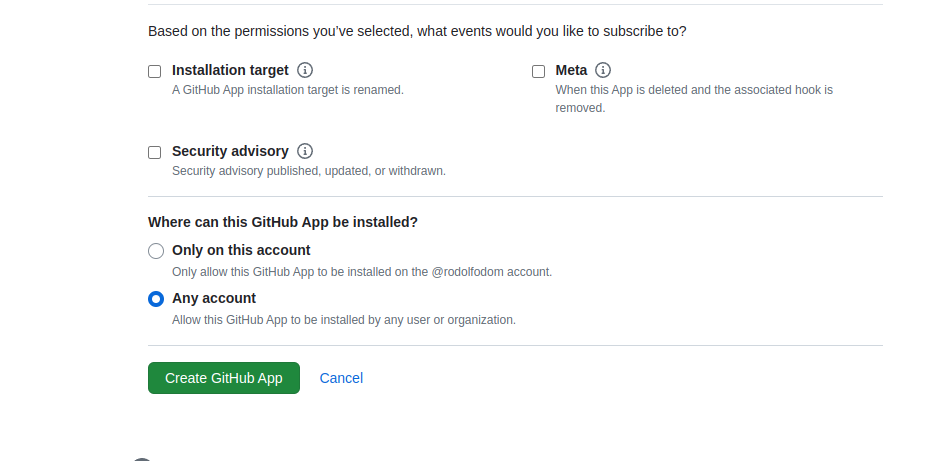 Based on the permissions you’ve selected, what events would you like to subscribe to?
Installation target
A GitHub App installation target is renamed.
Meta
When this App is deleted and the associated hook is
removed.
Security advisory
Security advisory published, updated, or withdrawn.
Where can this GitHub App be installed?
Only on this account
Only allow this GitHub App to be installed on the @rodolfodom account.
Any account
Allow this GitHub App to be installed by any user or organization.
Create GitHub App
Cancel